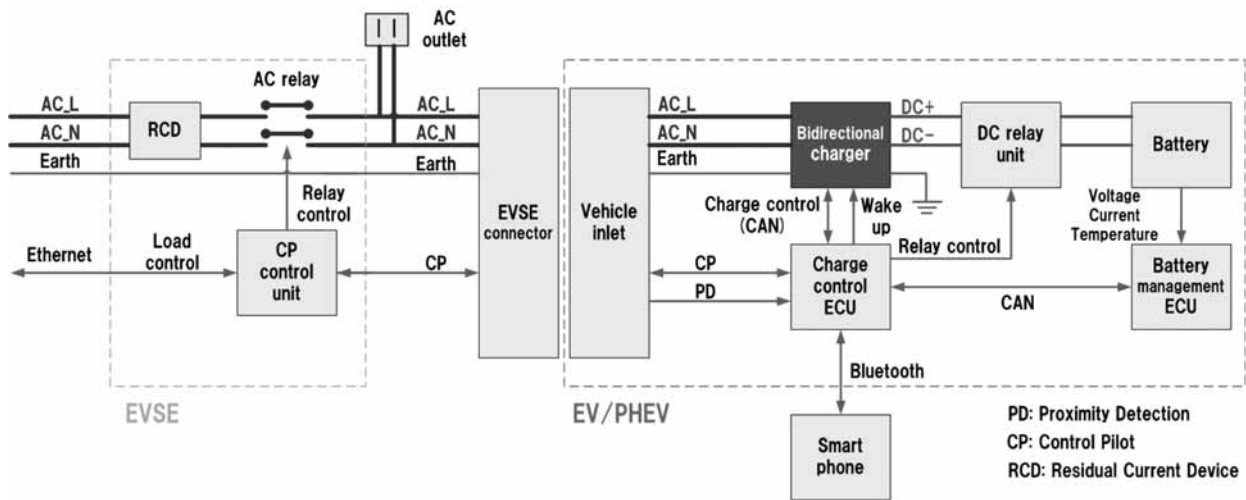 AC
outlet
AC relay
AC_L
AC_N
Earth
RCD
AC_L
AC_N
Earth
Relay
control
Ethernet
Load
control
CP
control
unit
CP
EVSE
connector
EVSE
Vehicle
inlet
AC_L
AC_N
Earth
Bidirectional
charger
DC+
DC-
DC relay
unit
Battery
Charge control
(CAN)
Wake
up
Relay control
Voltage
Current
Temperature
CP
PD
Charge
control
ECU
CAN
Battery
management
ECU
Bluetooth
EV/PHEV
Smart
phone
PD: Proximity Detection
CP: Control Pilot
RCD: Residual Current Device